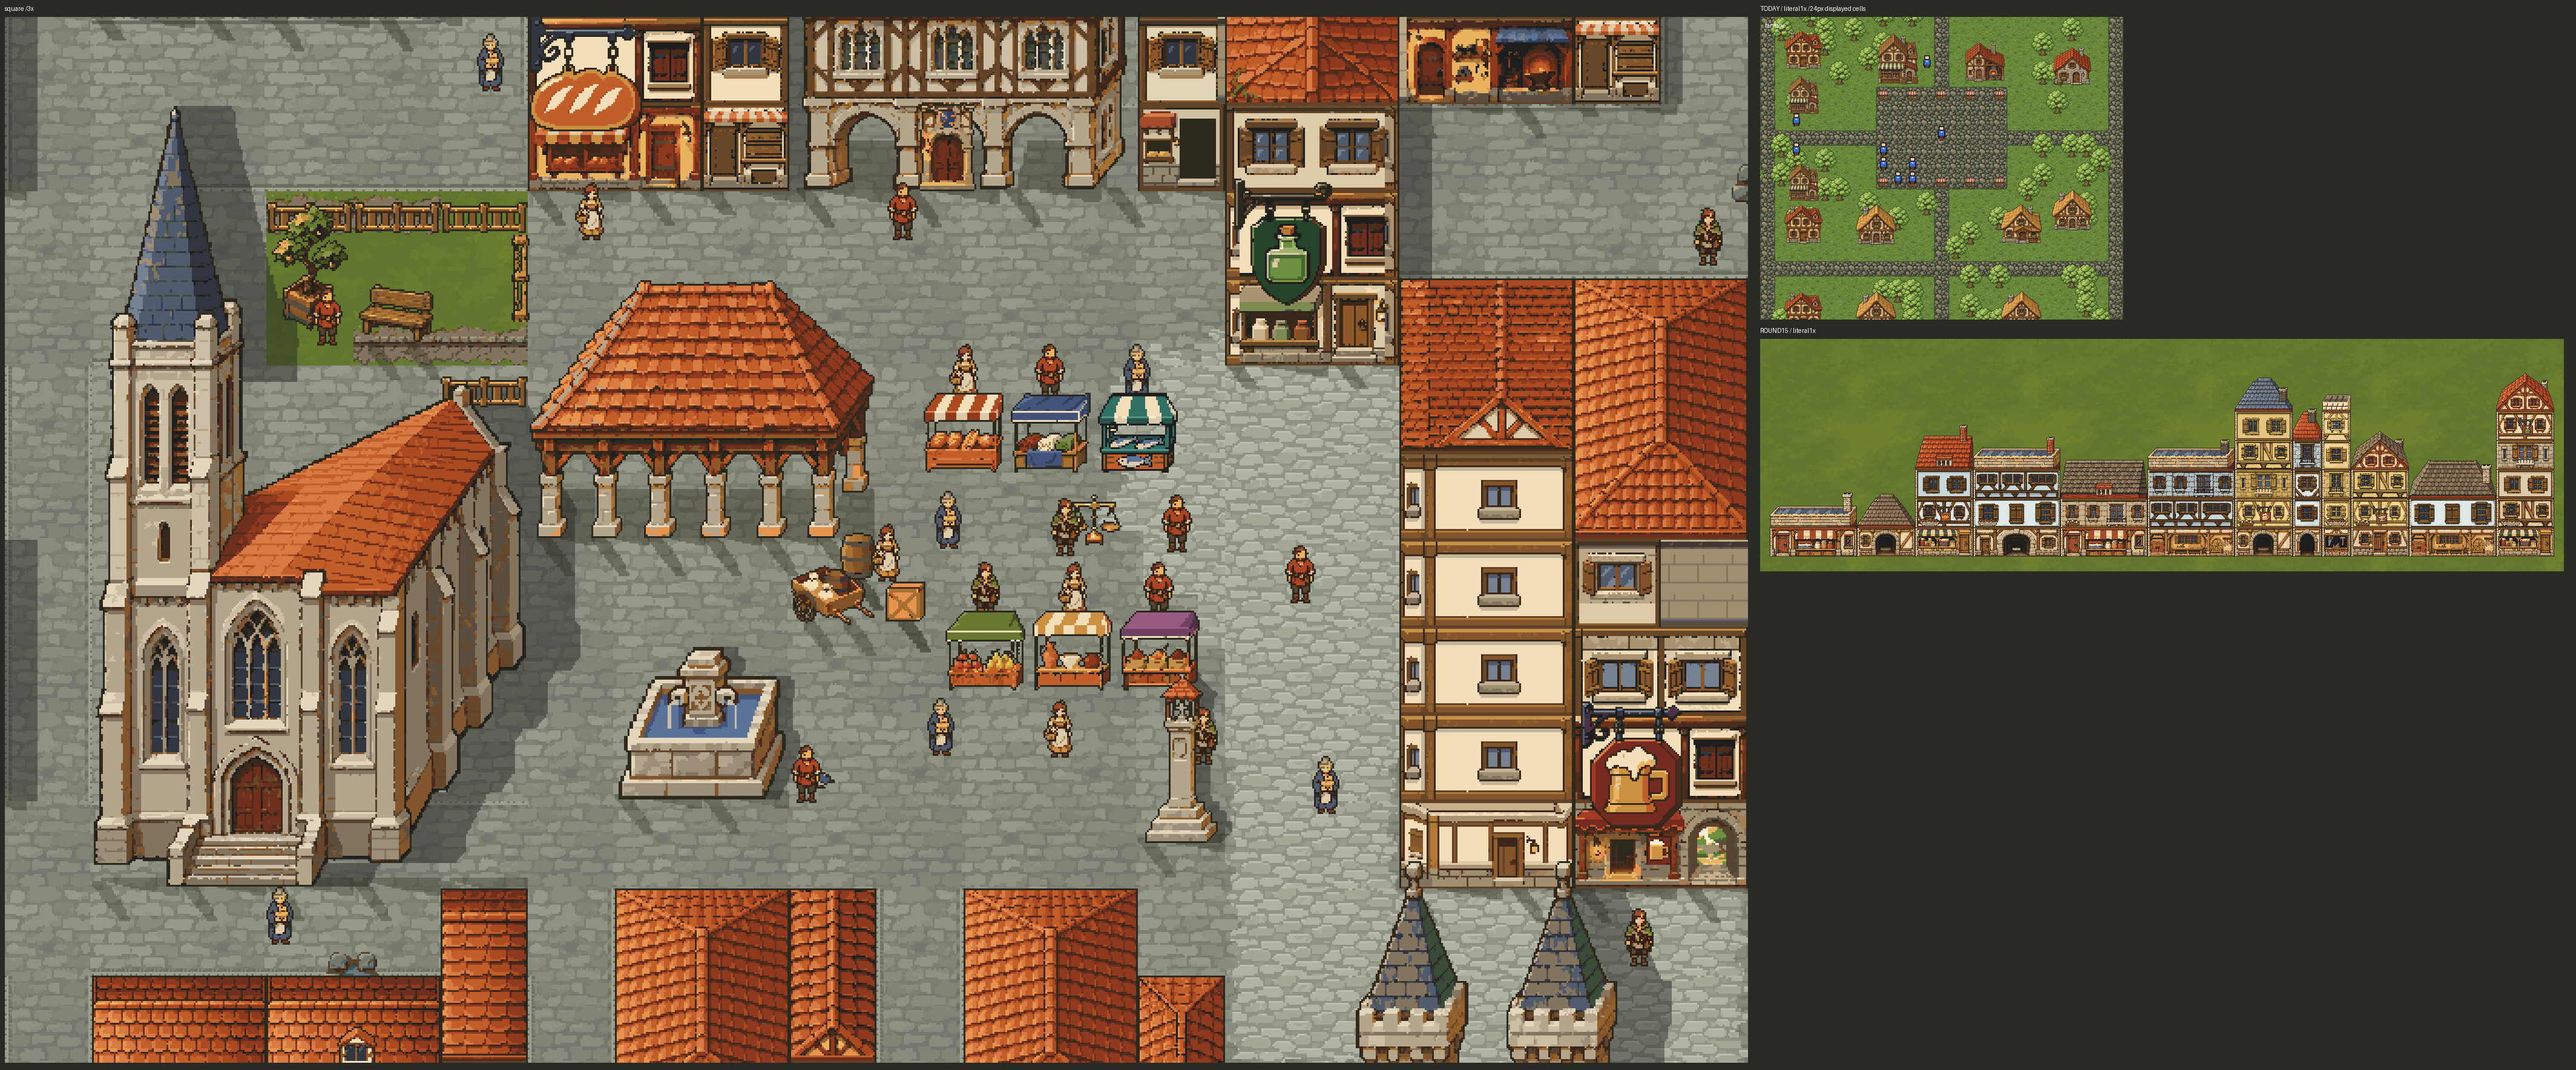 square /3x
TODAY / literal1x /24px displayed cells
ROUND15 / literal1x